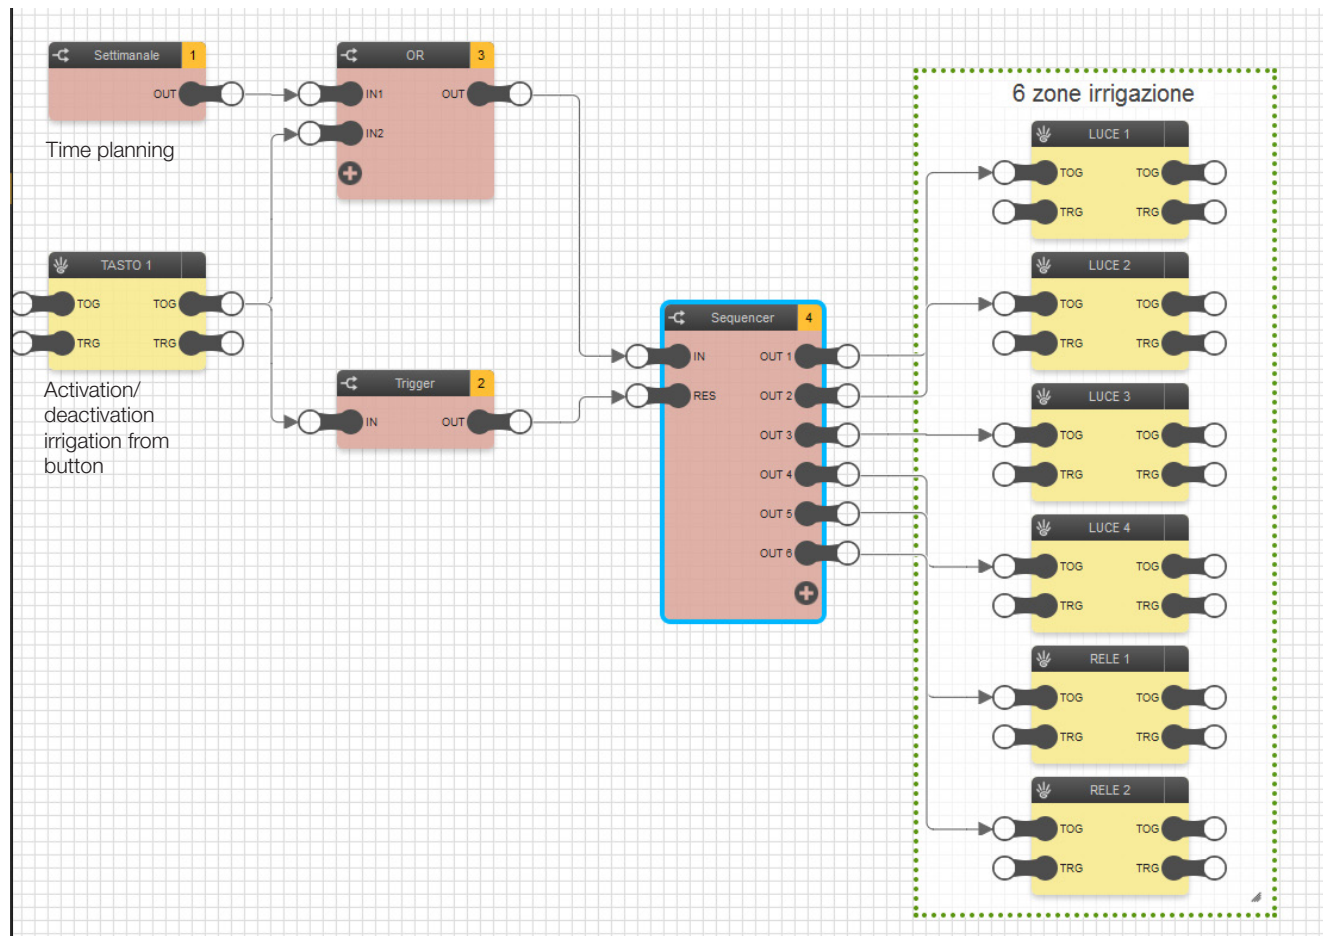 Settimanale 1
OUT
Time planning
OR 3
IN1 OUT
IN2
TASTO 1
TOG TOG
TRG TRG
Activation/
deactivation
irrigation from
button
Trigger 2
IN OUT
Sequencer 4
IN OUT 1
RES OUT 2
OUT 3
OUT 4
OUT 5
OUT 6
6 zone irrigazione
LUCE 1
TOG TOG
TRG TRG
LUCE 2
TOG TOG
TRG TRG
LUCE 3
TOG TOG
TRG TRG
LUCE 4
TOG TOG
TRG TRG
RELE 1
TOG TOG
TRG TRG
RELE 2
TOG TOG
TRG TRG